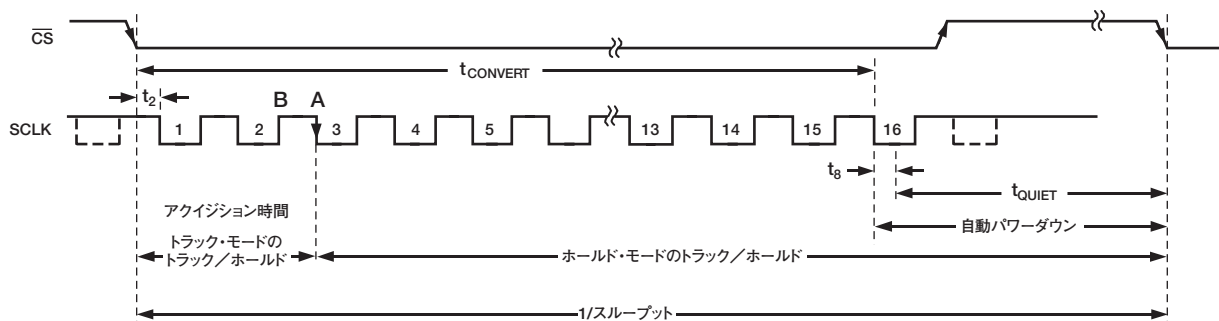 CS
tCONVERT
t2
B A
SCLK
1 2 3 4 5 13 14 15 16
t8
tQUIET
アクイジション時間
自動パワーダウン
トラック・モードの
トラック／ホールド
ホールド・モードのトラック／ホールド
1/スループット